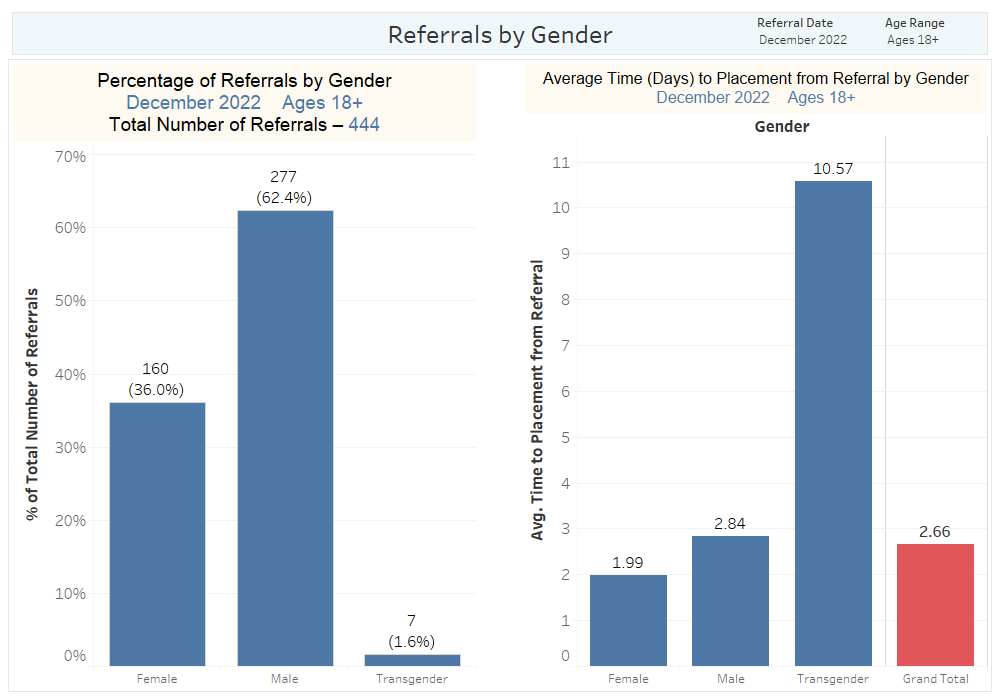 Referrals by Gender
Referral Date
December 2022
Age Range
Ages 18+
Percentage of Referrals by Gender
December 2022 Ages 18+
Total Number of Referrals – 444
% of Total Number of Referrals
70%
60%
50%
40%
30%
20%
10%
0%
160
(36.0%)
277
(62.4%)
7
(1.6%)
Female
Male
Transgender
Average Time (Days) to Placement from Referral by Gender
December 2022 Ages 18+
Gender
Avg. Time to Placement from Referral
11
10
9
8
7
6
5
4
3
2
1
0
1.99
2.84
10.57
2.66
Female
Male
Transgender
Grand Total